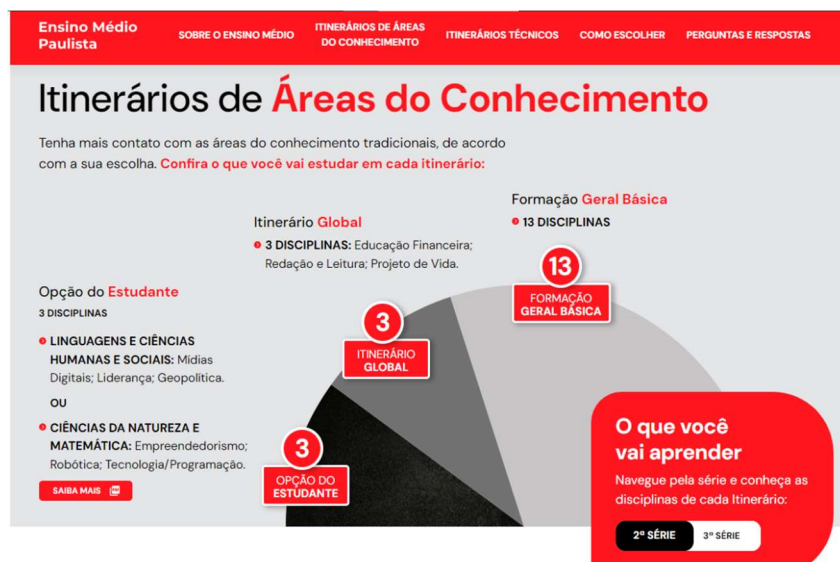 Ensino Médio
Paulista
SOBRE O ENSINO MÉDIO
ITINERÁRIOS DE ÁREAS
DO CONHECIMENTO
ITINERÁRIOS TÉCNICOS
COMO ESCOLHER
PERGUNTAS E RESPOSTAS
Itinerários de Áreas do Conhecimento
Tenha mais contato com as áreas do conhecimento tradicionais, de acordo
com a sua escolha. Confira o que você vai estudar em cada itinerário:
Formação Geral Básica
13 DISCIPLINAS
Itinerário Global
3 DISCIPLINAS: Educação Financeira;
Redação e Leitura; Projeto de Vida.
Opção do Estudante
3 DISCIPLINAS
LINGUAGENS E CIÊNCIAS
HUMANAS E SOCIAIS: Mídias
Digitais; Liderança; Geopolítica.
OU
CIÊNCIAS DA NATUREZA E
MATEMÁTICA: Empreendedorismo;
Robótica; Tecnologia/Programação.
SAIBA MAIS
13
FORMAÇÃO
GERAL BÁSICA
3
ITINERÁRIO
GLOBAL
3
OPÇÃO DO
ESTUDANTE
O que você
vai aprender
Navegue pela série e conheça as
disciplinas de cada Itinerário:
2ª SÉRIE
3ª SÉRIE